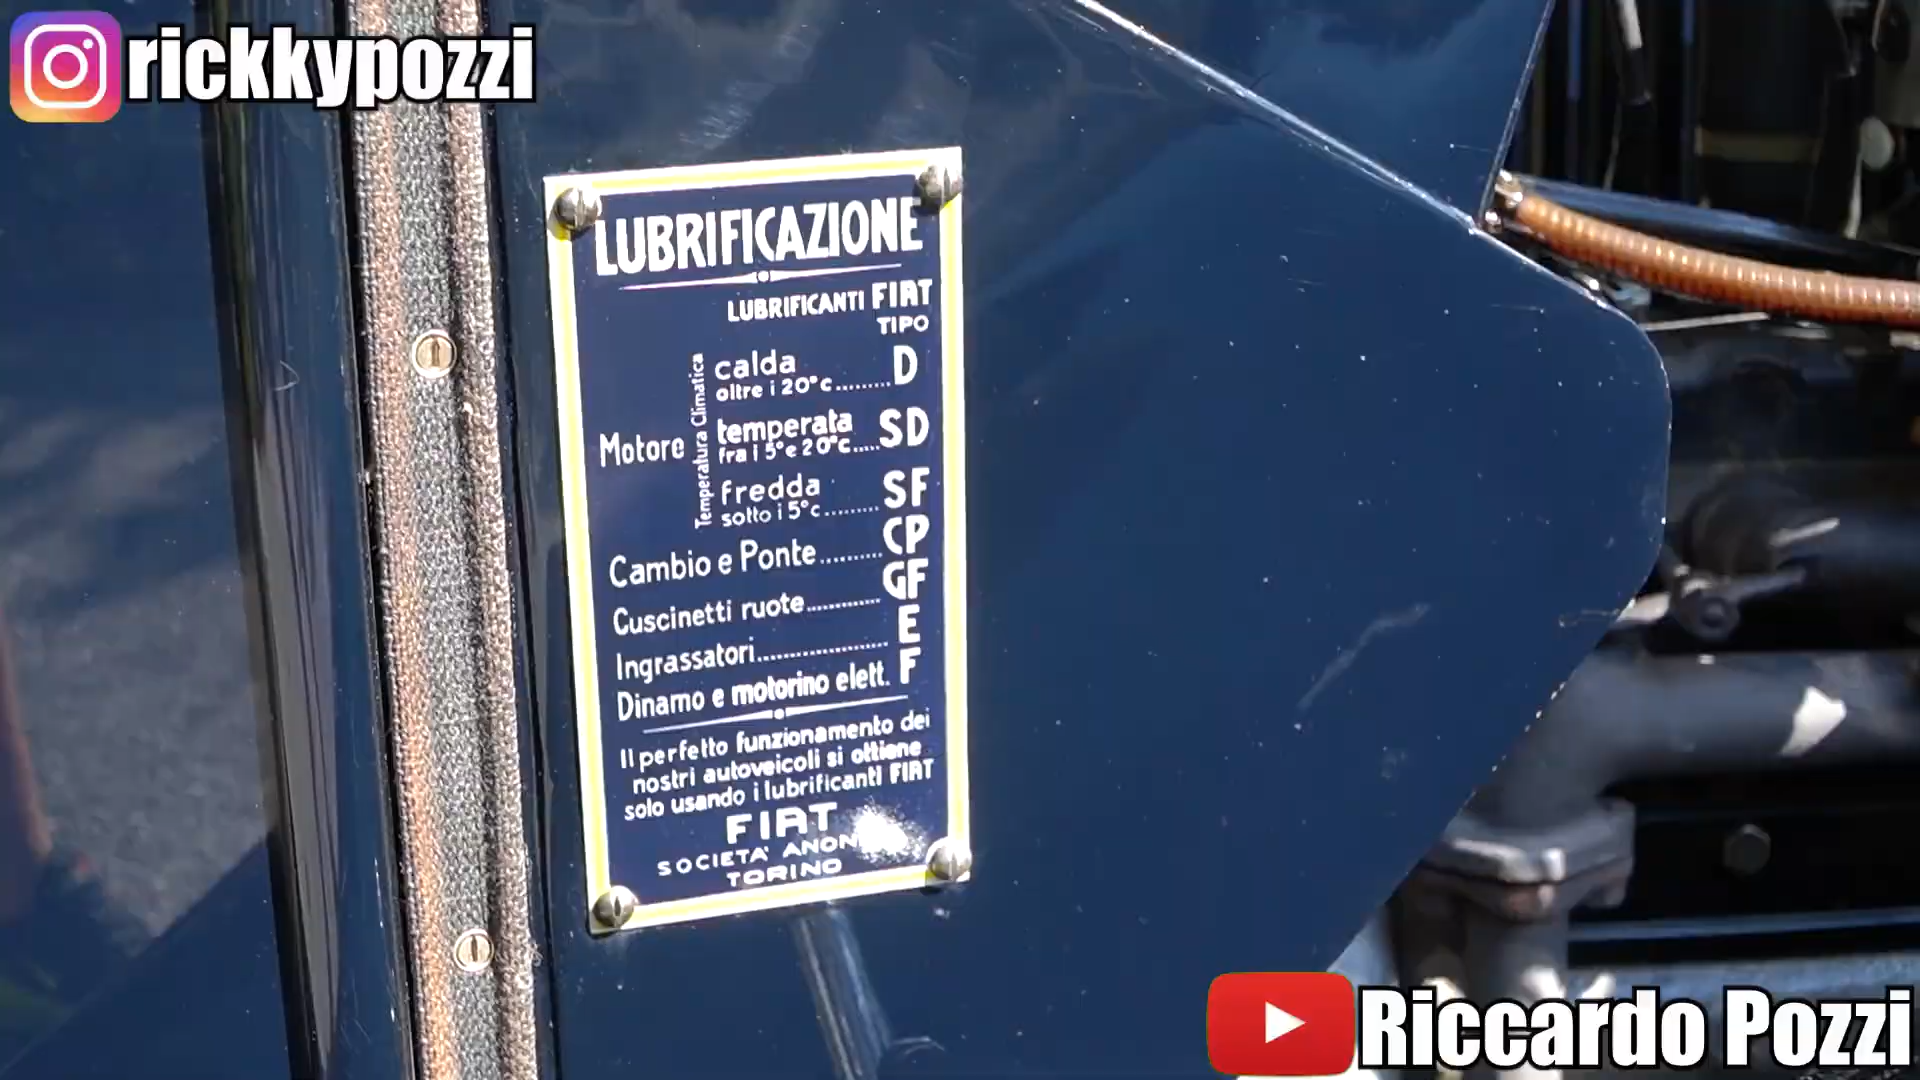 rickkypozzi
LUBRIFICAZIONE
LUBRIFICANTI FIAT
TIPO
Motore
Temperatura Climatica
calda
oltre i 20°c.........D
temperata
fra i 5° e 20°c.....SD
fredda
sotto i 5°c.........SF
Cambio e Ponte..........CP
Cuscinetti ruote............GF
Ingrassatori....................E
Dinamo e motorino elett. F
Il perfetto funzionamento dei
nostri autoveicoli si ottiene
solo usando i lubrificanti FIAT
FIAT
SOCIETA'
TORINO
Riccardo Pozzi